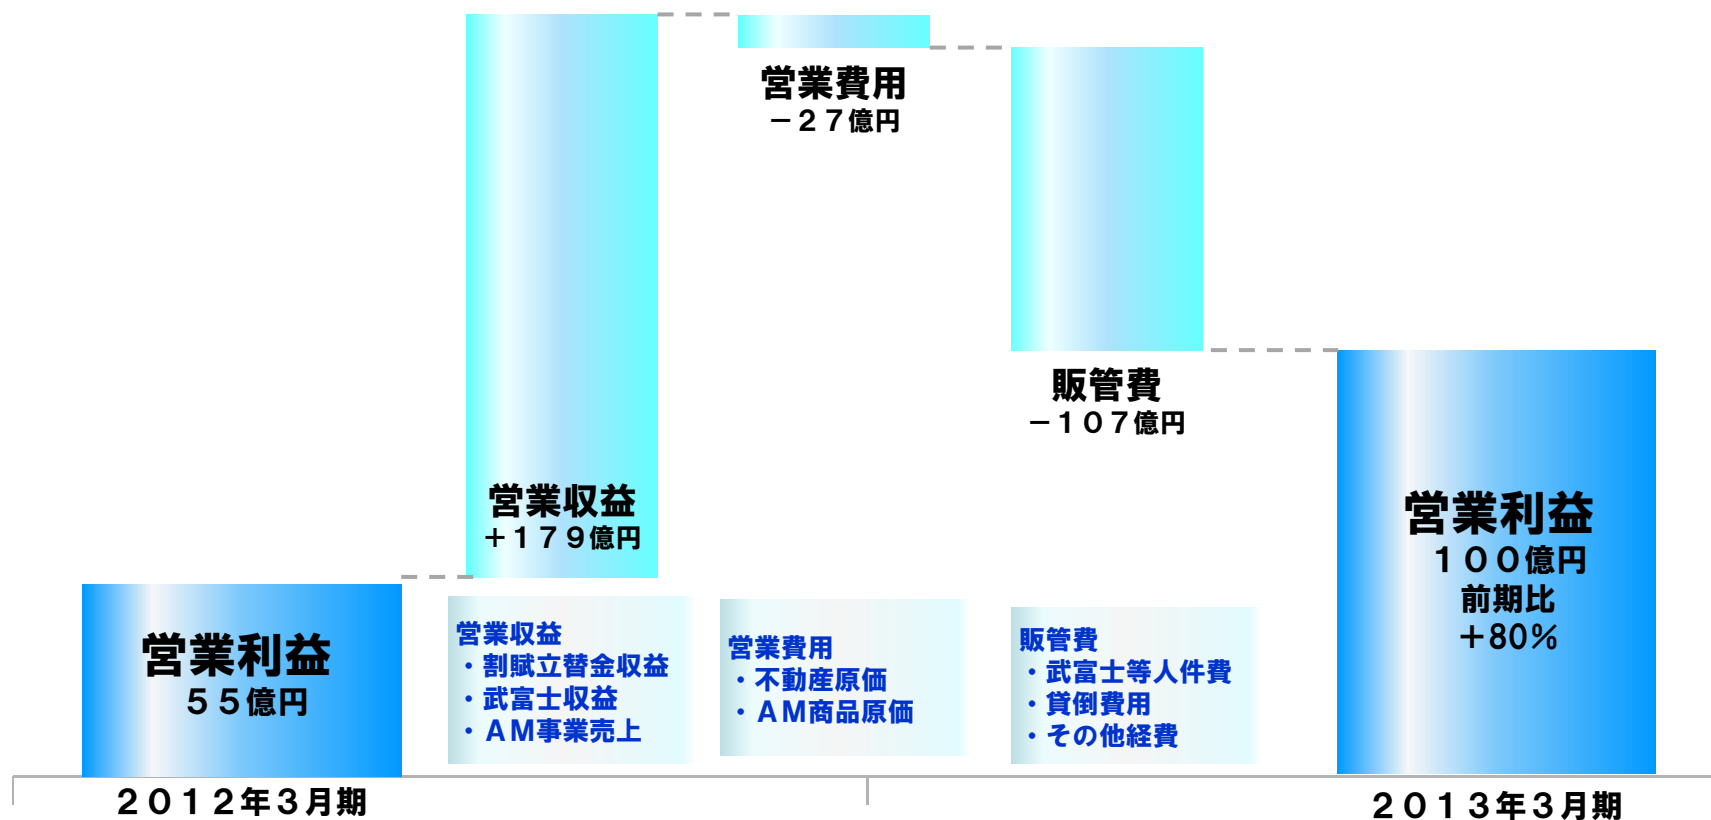 営業費用
－２７億円
販管費
－１０７億円
営業収益
＋１７９億円
営業利益
１００億円
前期比
＋80％
営業利益
５５億円
営業収益
・割賦立替金収益
・武富士収益
・ＡＭ事業売上
営業費用
・不動産原価
・ＡＭ商品原価
販管費
・武富士等人件費
・貸倒費用
・その他経費
２０１２年３月期
２０１３年３月期